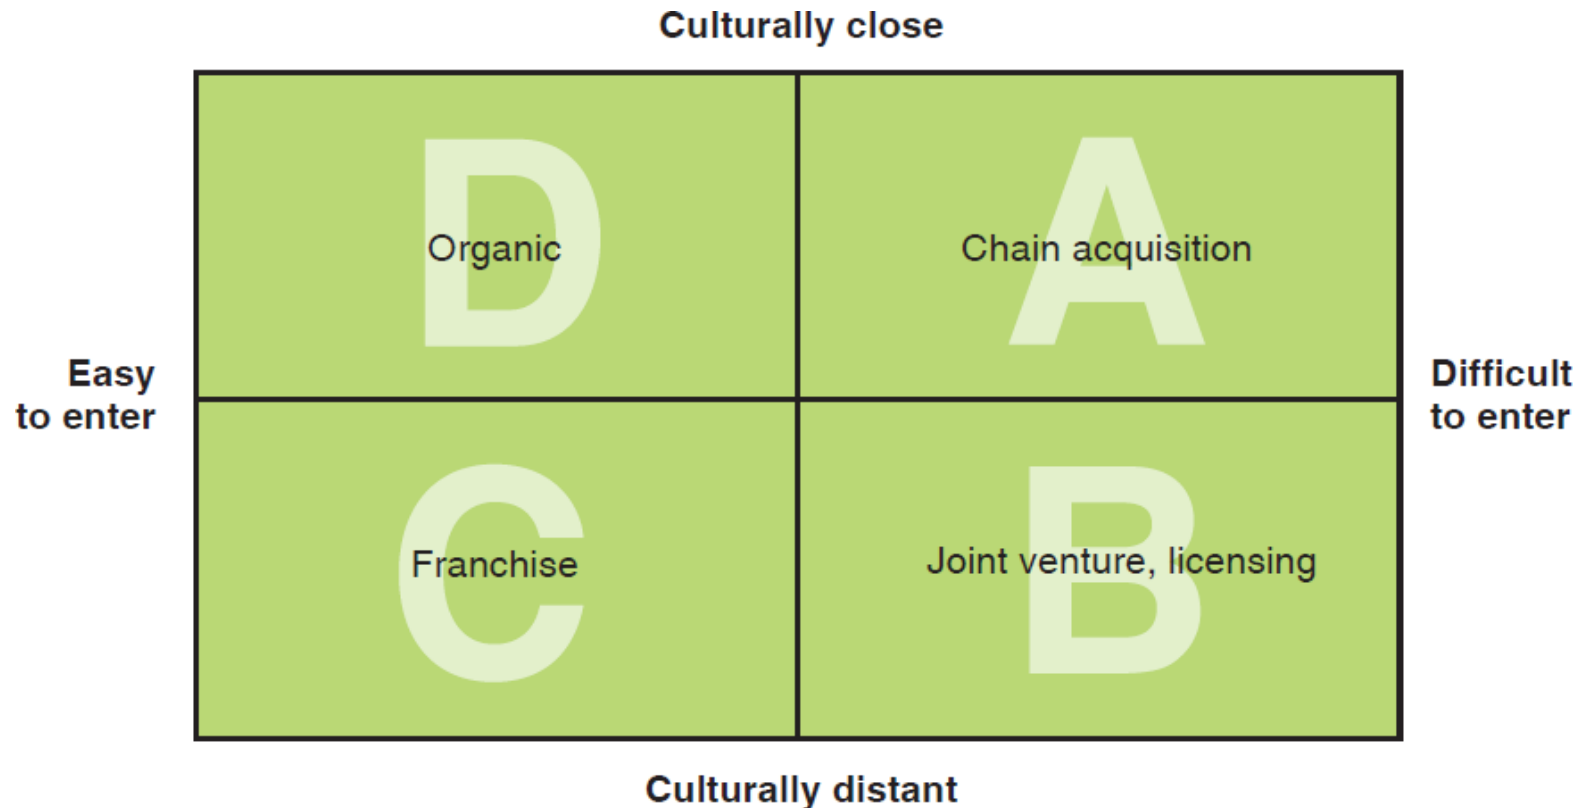 Culturally close
D
Organic
A
Chain acquisition
Easy
to enter
Difficult
to enter
C
Franchise
B
Joint venture, licensing
Culturally distant